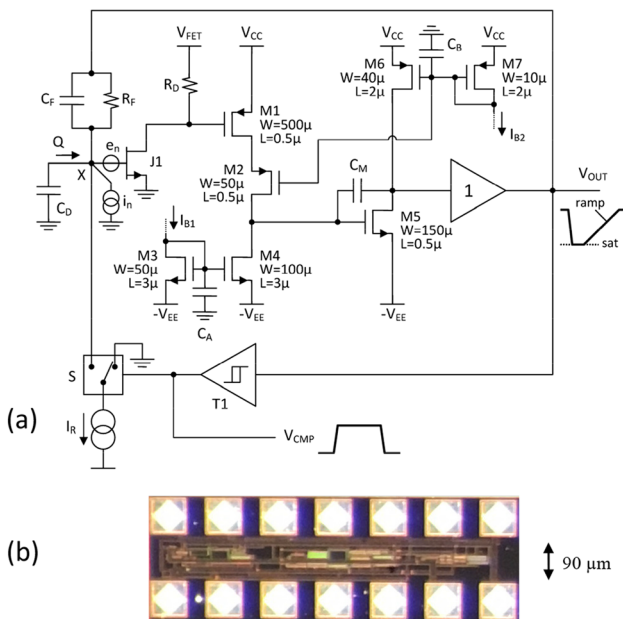 V_FET
V_CC
V_CC
C_B
V_CC
M6
W=40μ
L=2μ
M7
W=10μ
L=2μ
C_F
R_F
R_D
M1
W=500μ
L=0.5μ
I_B2
Q
e_n
J1
M2
W=50μ
L=0.5μ
C_M
X
i_n
C_D
1
V_OUT
ramp
sat
I_B1
M5
W=150μ
L=0.5μ
M3
W=50μ
L=3μ
M4
W=100μ
L=3μ
-V_EE
C_A
-V_EE
-V_EE
S
T1
(a)
I_R
V_CMP
(b)
90 μm